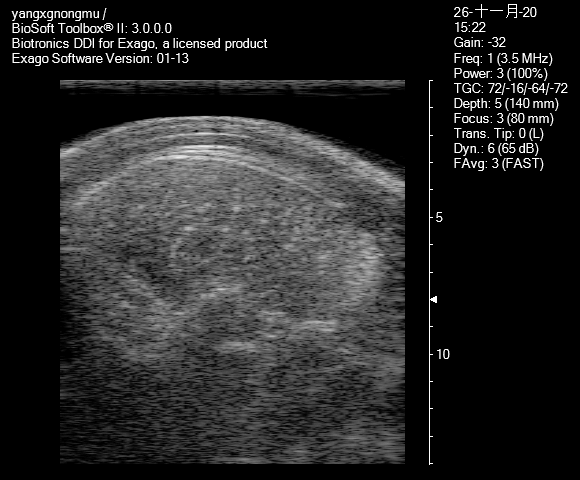 yangxgnongmu /
BioSoft Toolbox® II: 3.0.0.0
Biotronics DDI for Exago, a licensed product
Exago Software Version: 01-13
26-十一月-20
15:22
Gain: -32
Freq: 1 (3.5 MHz)
Power: 3 (100%)
TGC: 72/-16/-64/-72
Depth: 5 (140 mm)
Focus: 3 (80 mm)
Trans. Tip: 0 (L)
Dyn.: 6 (65 dB)
FAvg: 3 (FAST)
5
10